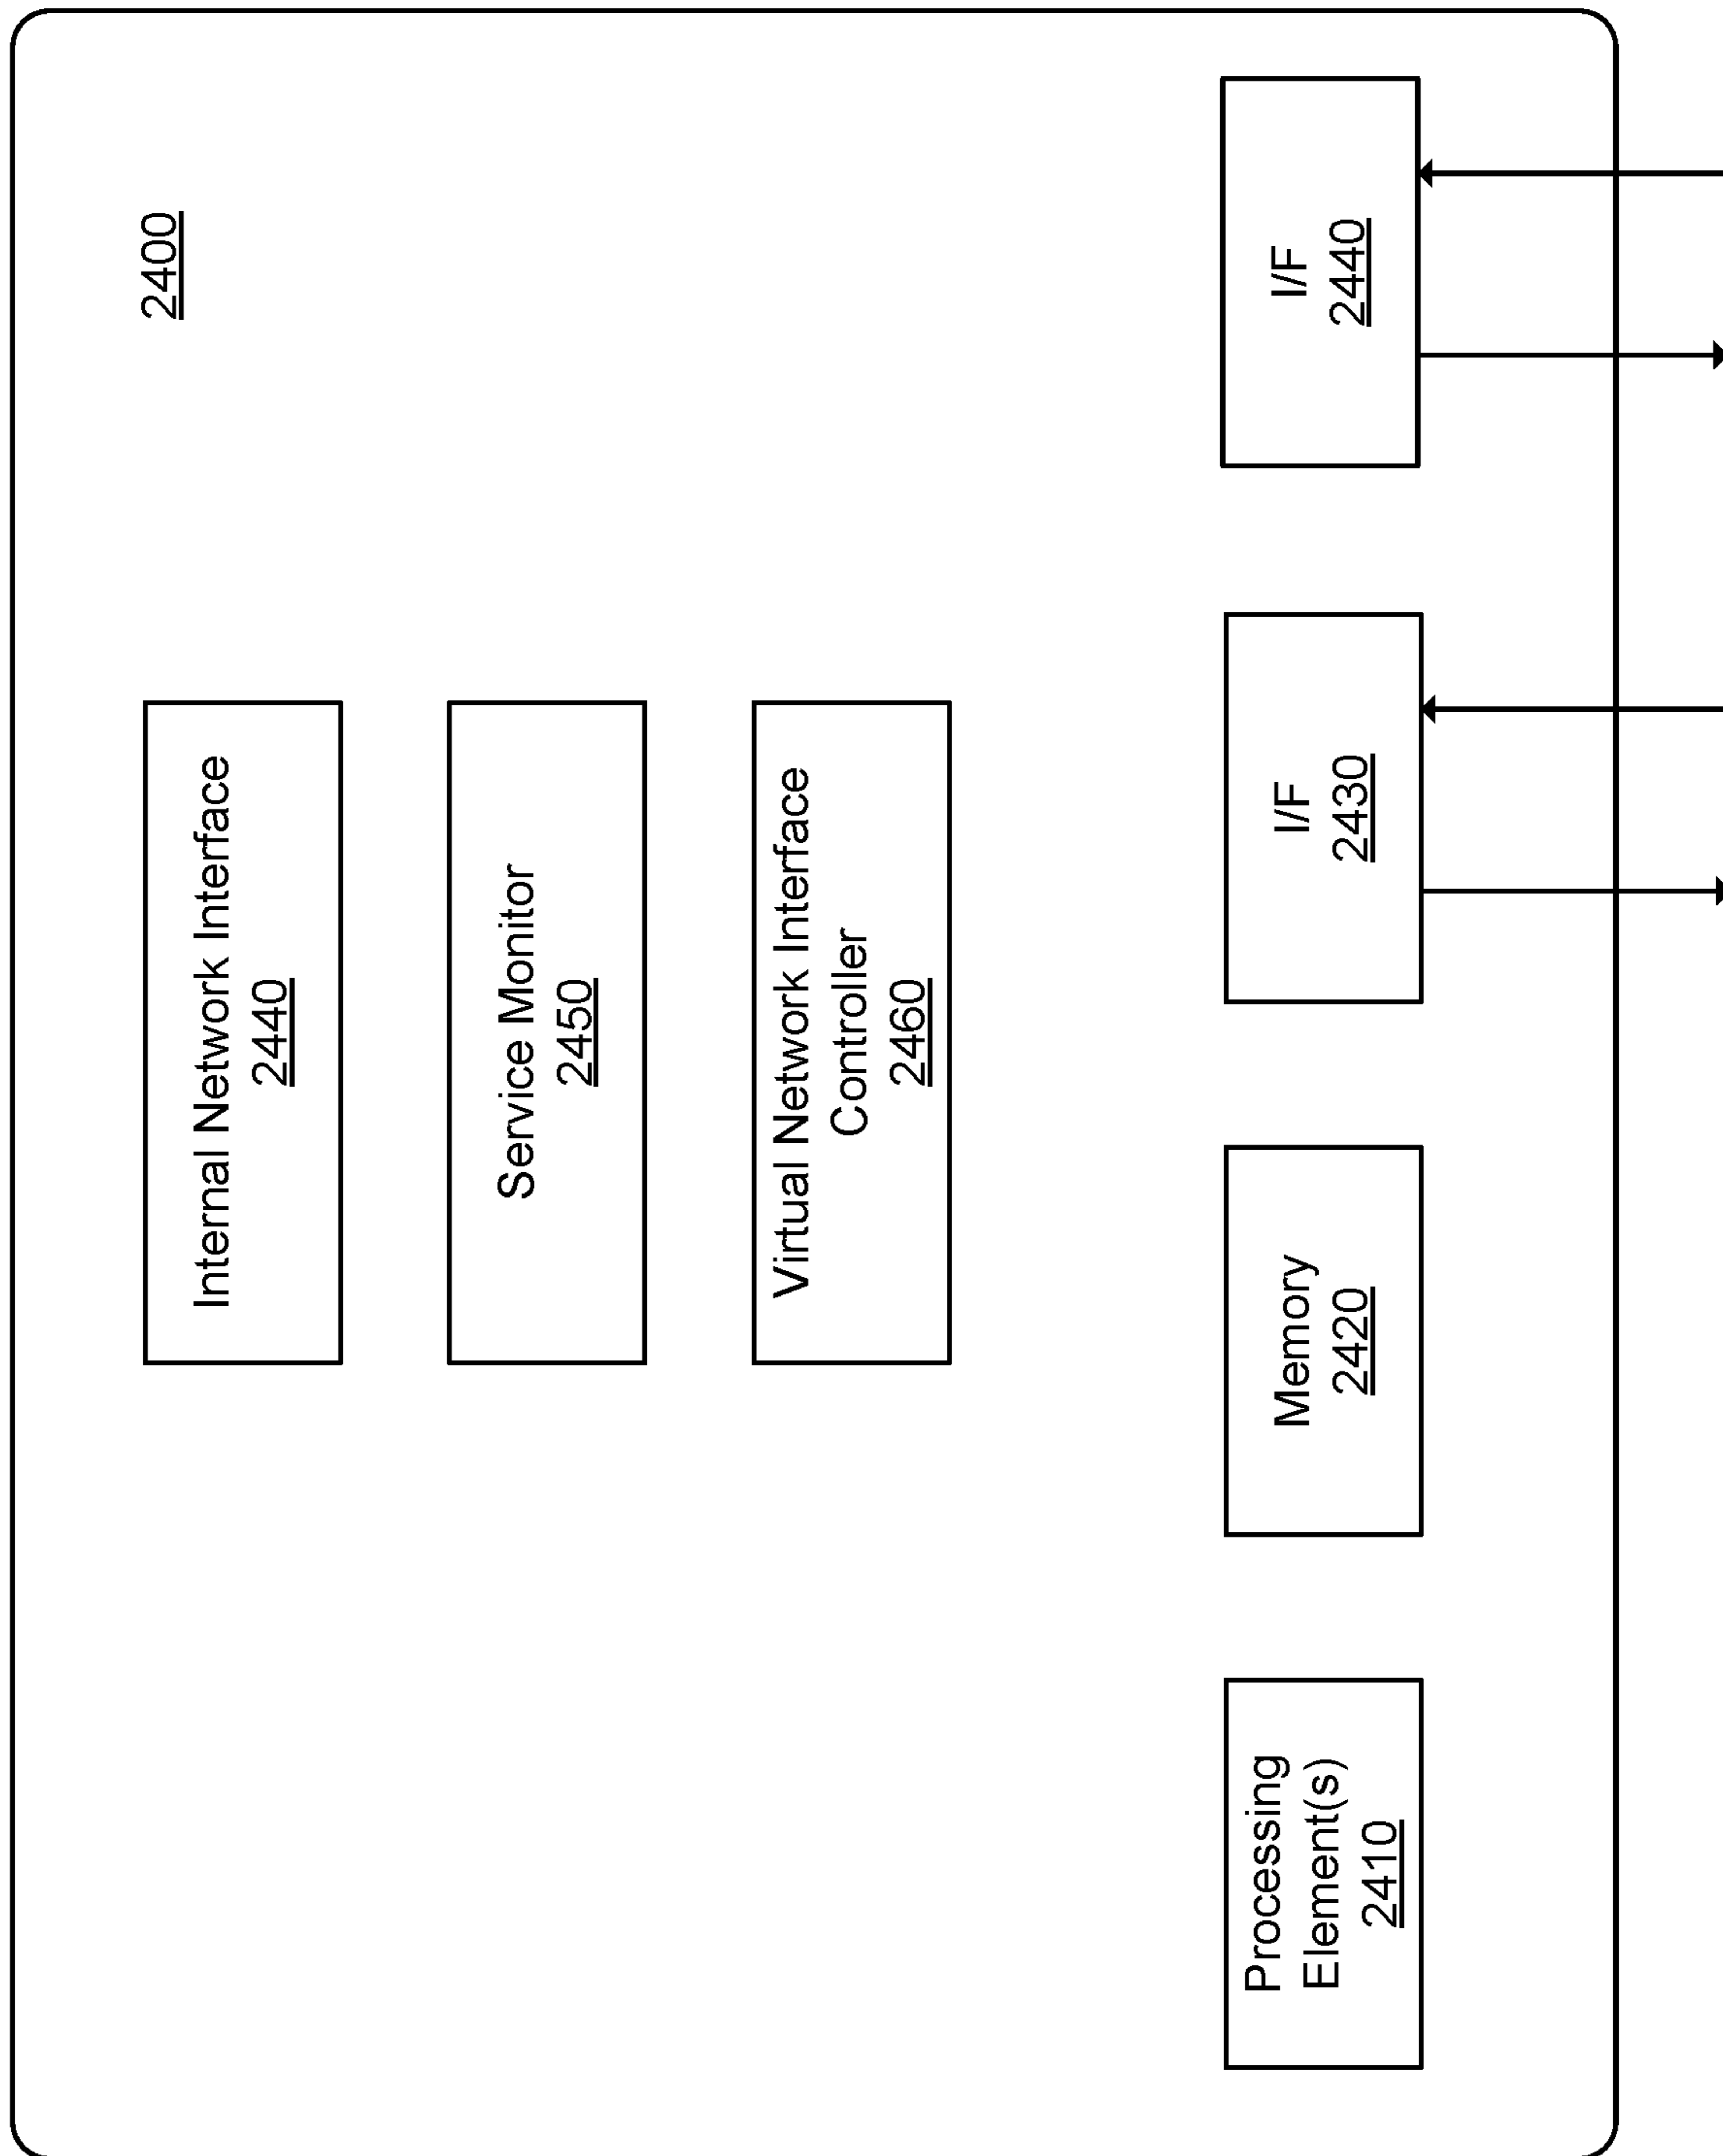 2400
Internal Network Interface
2440
Service Monitor
2450
Virtual Network Interface
Controller
2460
Processing
Element(s)
2410
Memory
2420
I/F
2430
I/F
2440